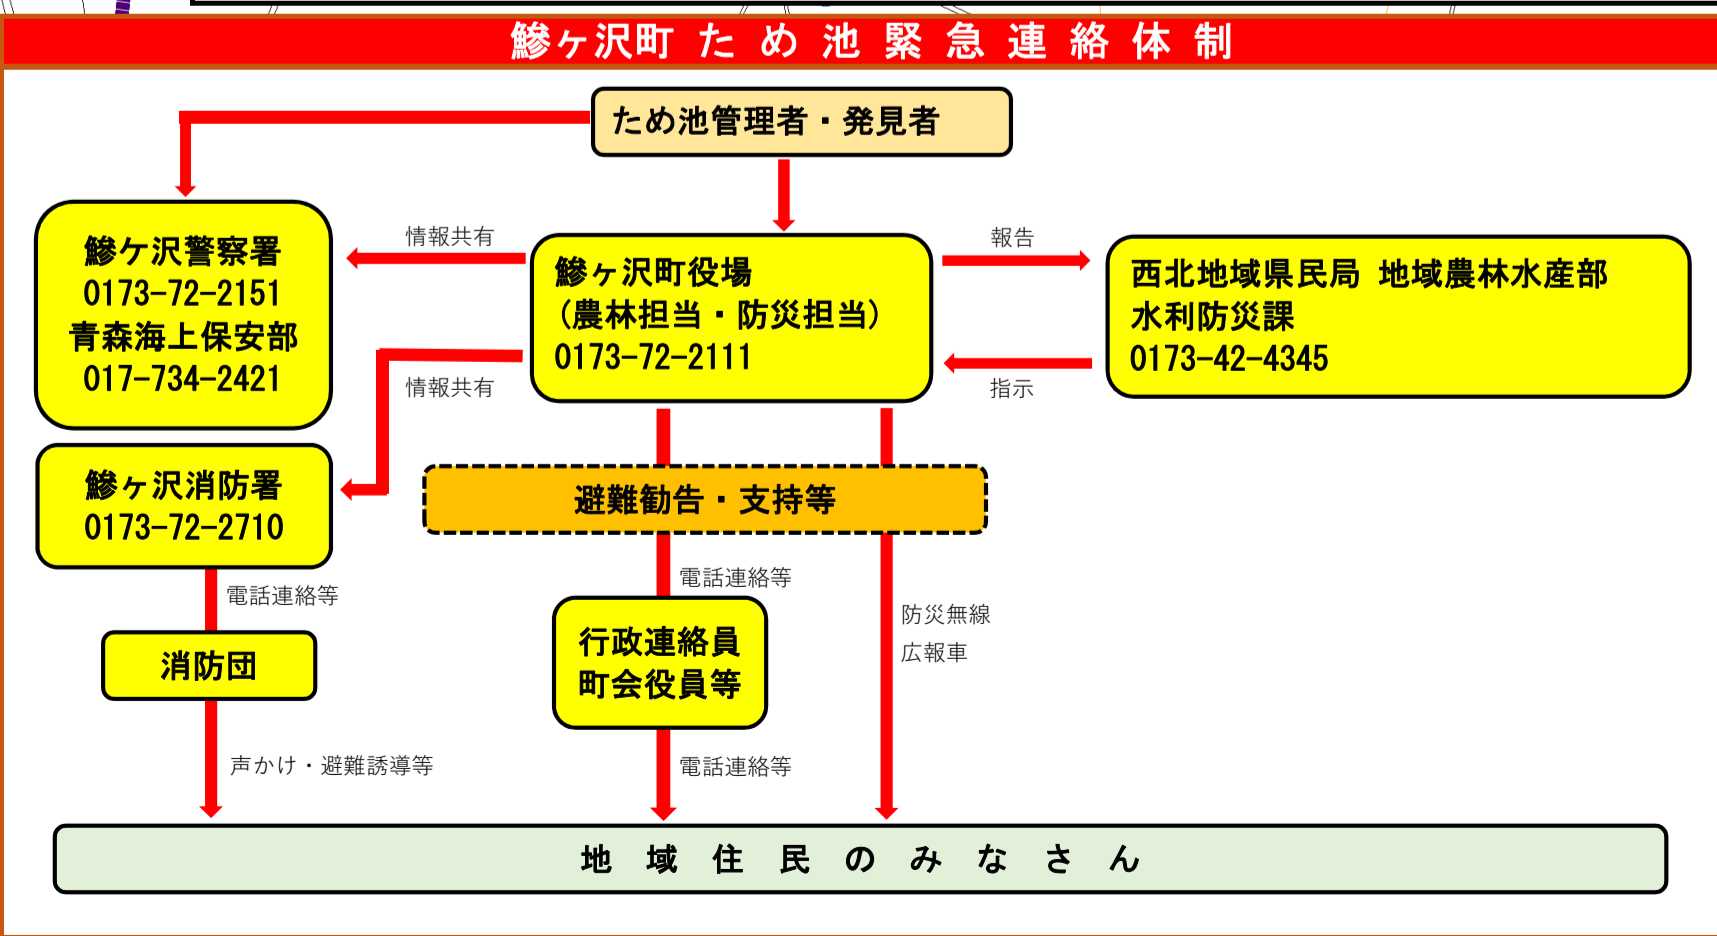 鰺ヶ沢町ため池緊急連絡体制
ため池管理者・発見者
鰺ケ沢警察署
0173-72-2151
青森海上保安部
017-734-2421
情報共有
鰺ヶ沢町役場
(農林担当・防災担当)
0173-72-2111
報告
西北地域県民局 地域農林水産部
水利防災課
0173-42-4345
指示
情報共有
鰺ヶ沢消防署
0173-72-2710
避難勧告・支持等
電話連絡等
電話連絡等
防災無線
広報車
消防団
行政連絡員
町会役員等
声かけ・避難誘導等
電話連絡等
地域住民のみなさん